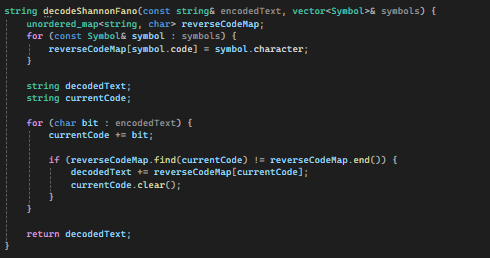 string decodeShannonFano(const string& encodedText, vector<Symbol>& symbols) {
    unordered_map<string, char> reverseCodeMap;
    for (const Symbol& symbol : symbols) {
        reverseCodeMap[symbol.code] = symbol.character;
    }

    string decodedText;
    string currentCode;

    for (char bit : encodedText) {
        currentCode += bit;

        if (reverseCodeMap.find(currentCode) != reverseCodeMap.end()) {
            decodedText += reverseCodeMap[currentCode];
            currentCode.clear();
        }
    }

    return decodedText;
}